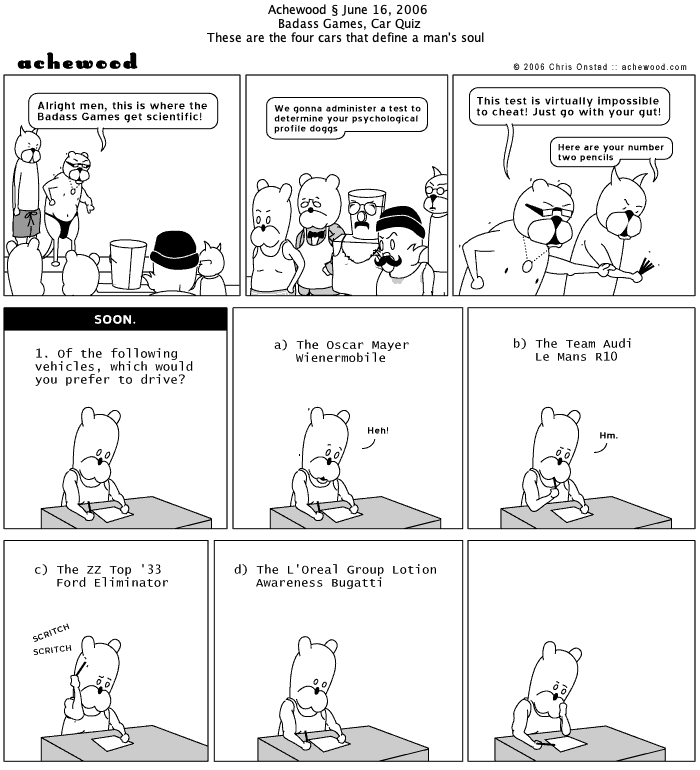 Achewood § June 16, 2006
Badass Games, Car Quiz
These are the four cars that define a man's soul
achewood
© 2006 Chris Onstad :: achewood.com
Alright men, this is where the
Badass Games get scientific!
We gonna administer a test to
determine your psychological
profile doggs
This test is virtually impossible
to cheat! Just go with your gut!
Here are your number
two pencils
SOON.
1. Of the following
vehicles, which would
you prefer to drive?
a) The Oscar Mayer
Wienermobile
Heh!
b) The Team Audi
Le Mans R10
Hm.
c) The ZZ Top '33
Ford Eliminator
SCRITCH
SCRITCH
d) The L'Oreal Group Lotion
Awareness Bugatti